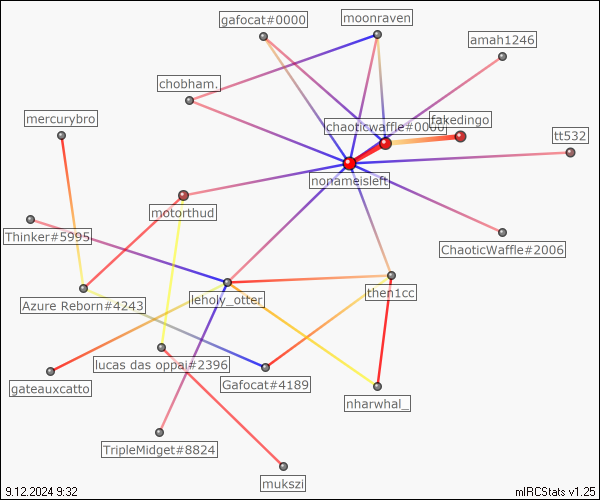 gafocat#0000
moonraven
amah1246
chobham.
mercurybro
fakedingo
chaoticwaffle#0000
tt532
nonameisleft
motorthud
Thinker#5995
ChaoticWaffle#2006
leholy_otter
then1cc
Azure Reborn#4243
lucas das oppai#2396
Gafocat#4189
gateauxcatto
nharwhal_
TripleMidget#8824
mukszi
9.12.2024 9:32
mIRCStats v1.25